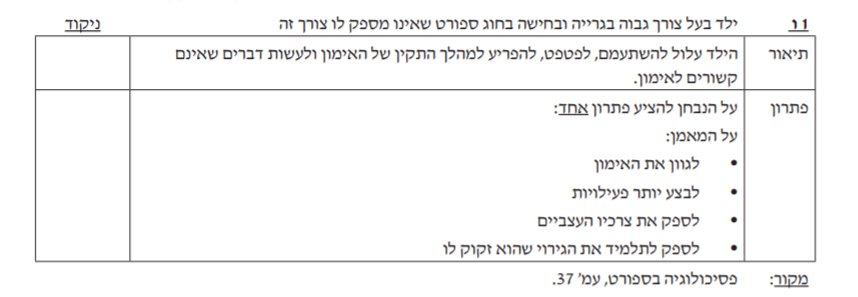 11 ילד בעל צורך גבוה בגרייה ובחישה בחוג ספורט שאינו מספק לו צורך זה ניקוד
תיאור הילד עלול להשתעמם, לפטפט, להפריע למהלך התקין של האימון ולעשות דברים שאינם
קשורים לאימון.
פתרון על הנבחן להציע פתרון אחד:
על המאמן:
• לגוון את האימון
• לבצע יותר פעילויות
• לספק את צרכיו העצביים
• לספק לתלמיד את הגירוי שהוא זקוק לו
מקור: פסיכולוגיה בספורט, עמ' 37.